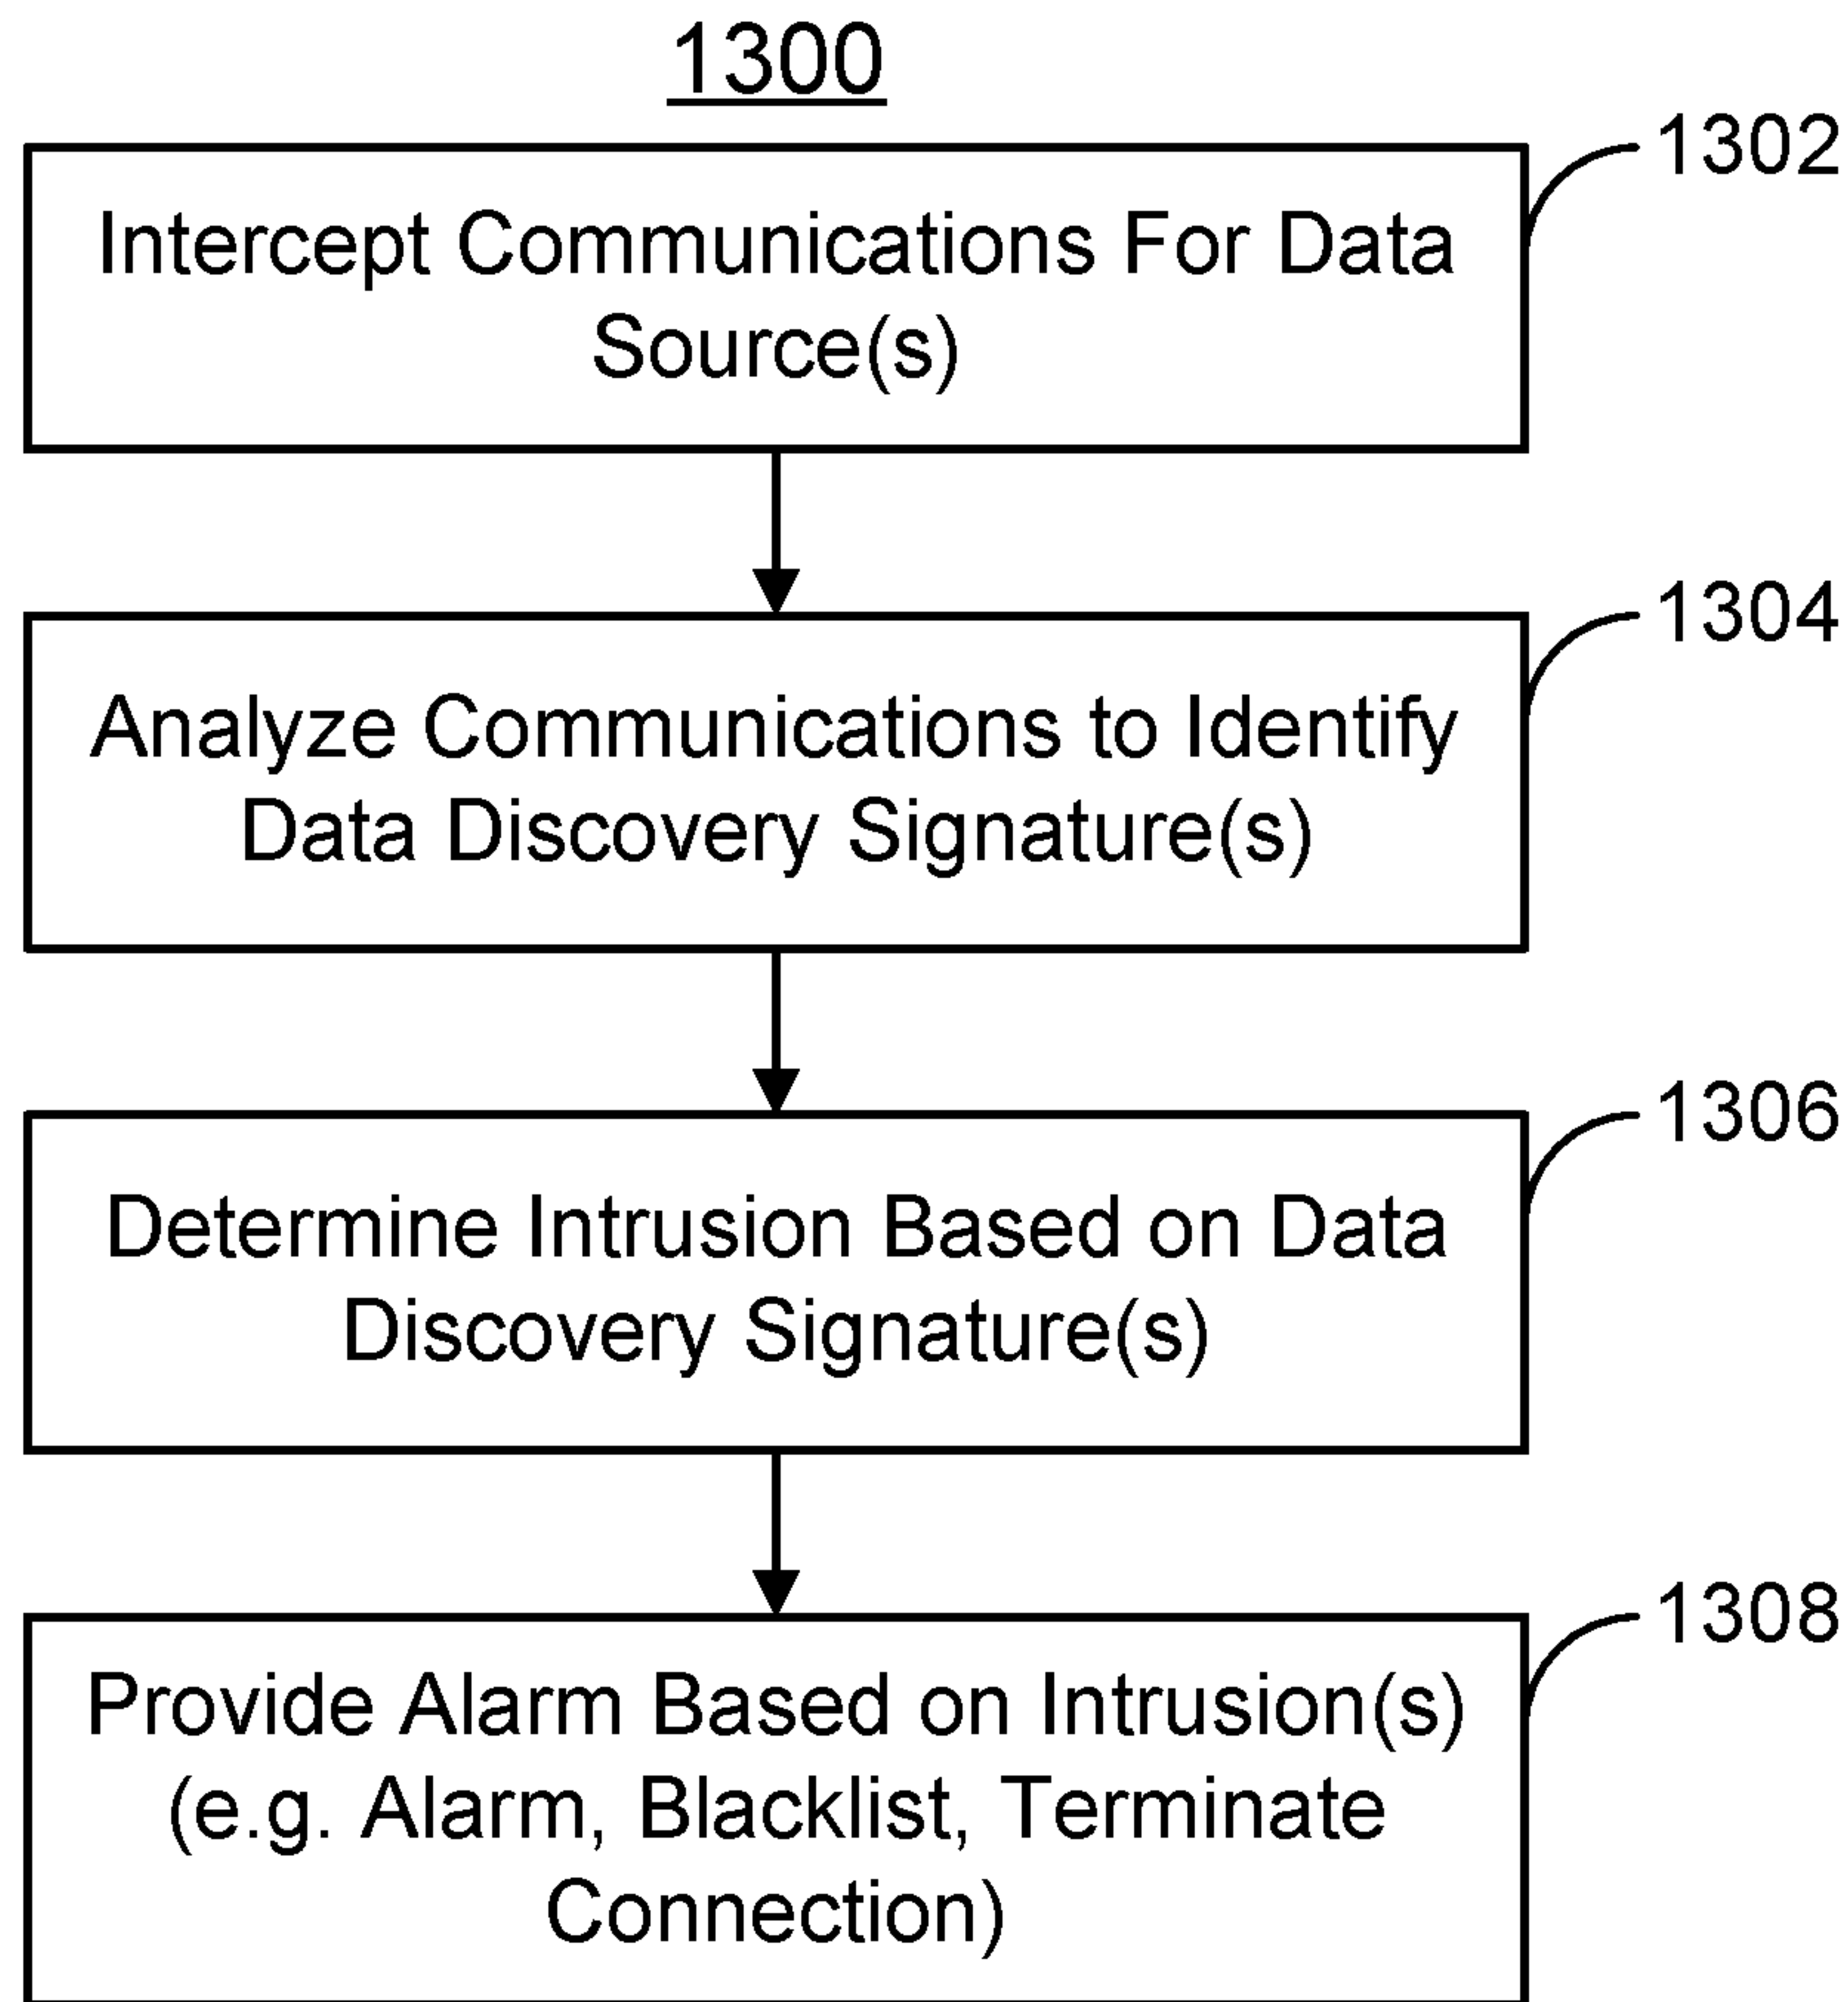 1300
1302
Intercept Communications For Data
Source(s)
1304
Analyze Communications to Identify
Data Discovery Signature(s)
1306
Determine Intrusion Based on Data
Discovery Signature(s)
1308
Provide Alarm Based on Intrusion(s)
(e.g. Alarm, Blacklist, Terminate
Connection)